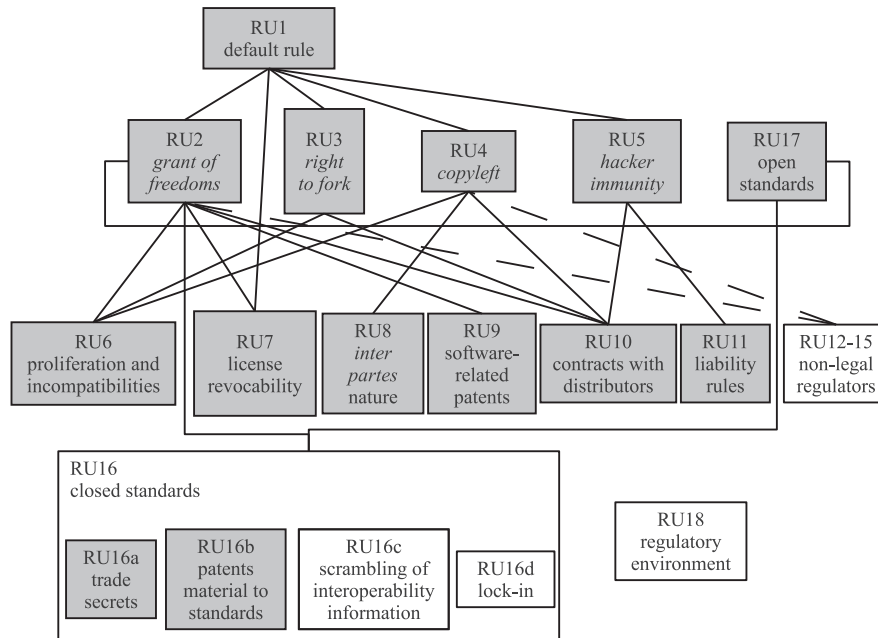 RU1
default rule
RU2
grant of
freedoms
RU3
right
to fork
RU4
copyleft
RU5
hacker
immunity
RU17
open
standards
RU6
proliferation and
incompatibilities
RU7
license
revocability
RU8
inter
partes
nature
RU9
software-
related
patents
RU10
contracts with
distributors
RU11
liability
rules
RU12-15
non-legal
regulators
RU16
closed standards
RU16a
trade
secrets
RU16b
patents
material to
standards
RU16c
scrambling of
interoperability
information
RU16d
lock-in
RU18
regulatory
environment